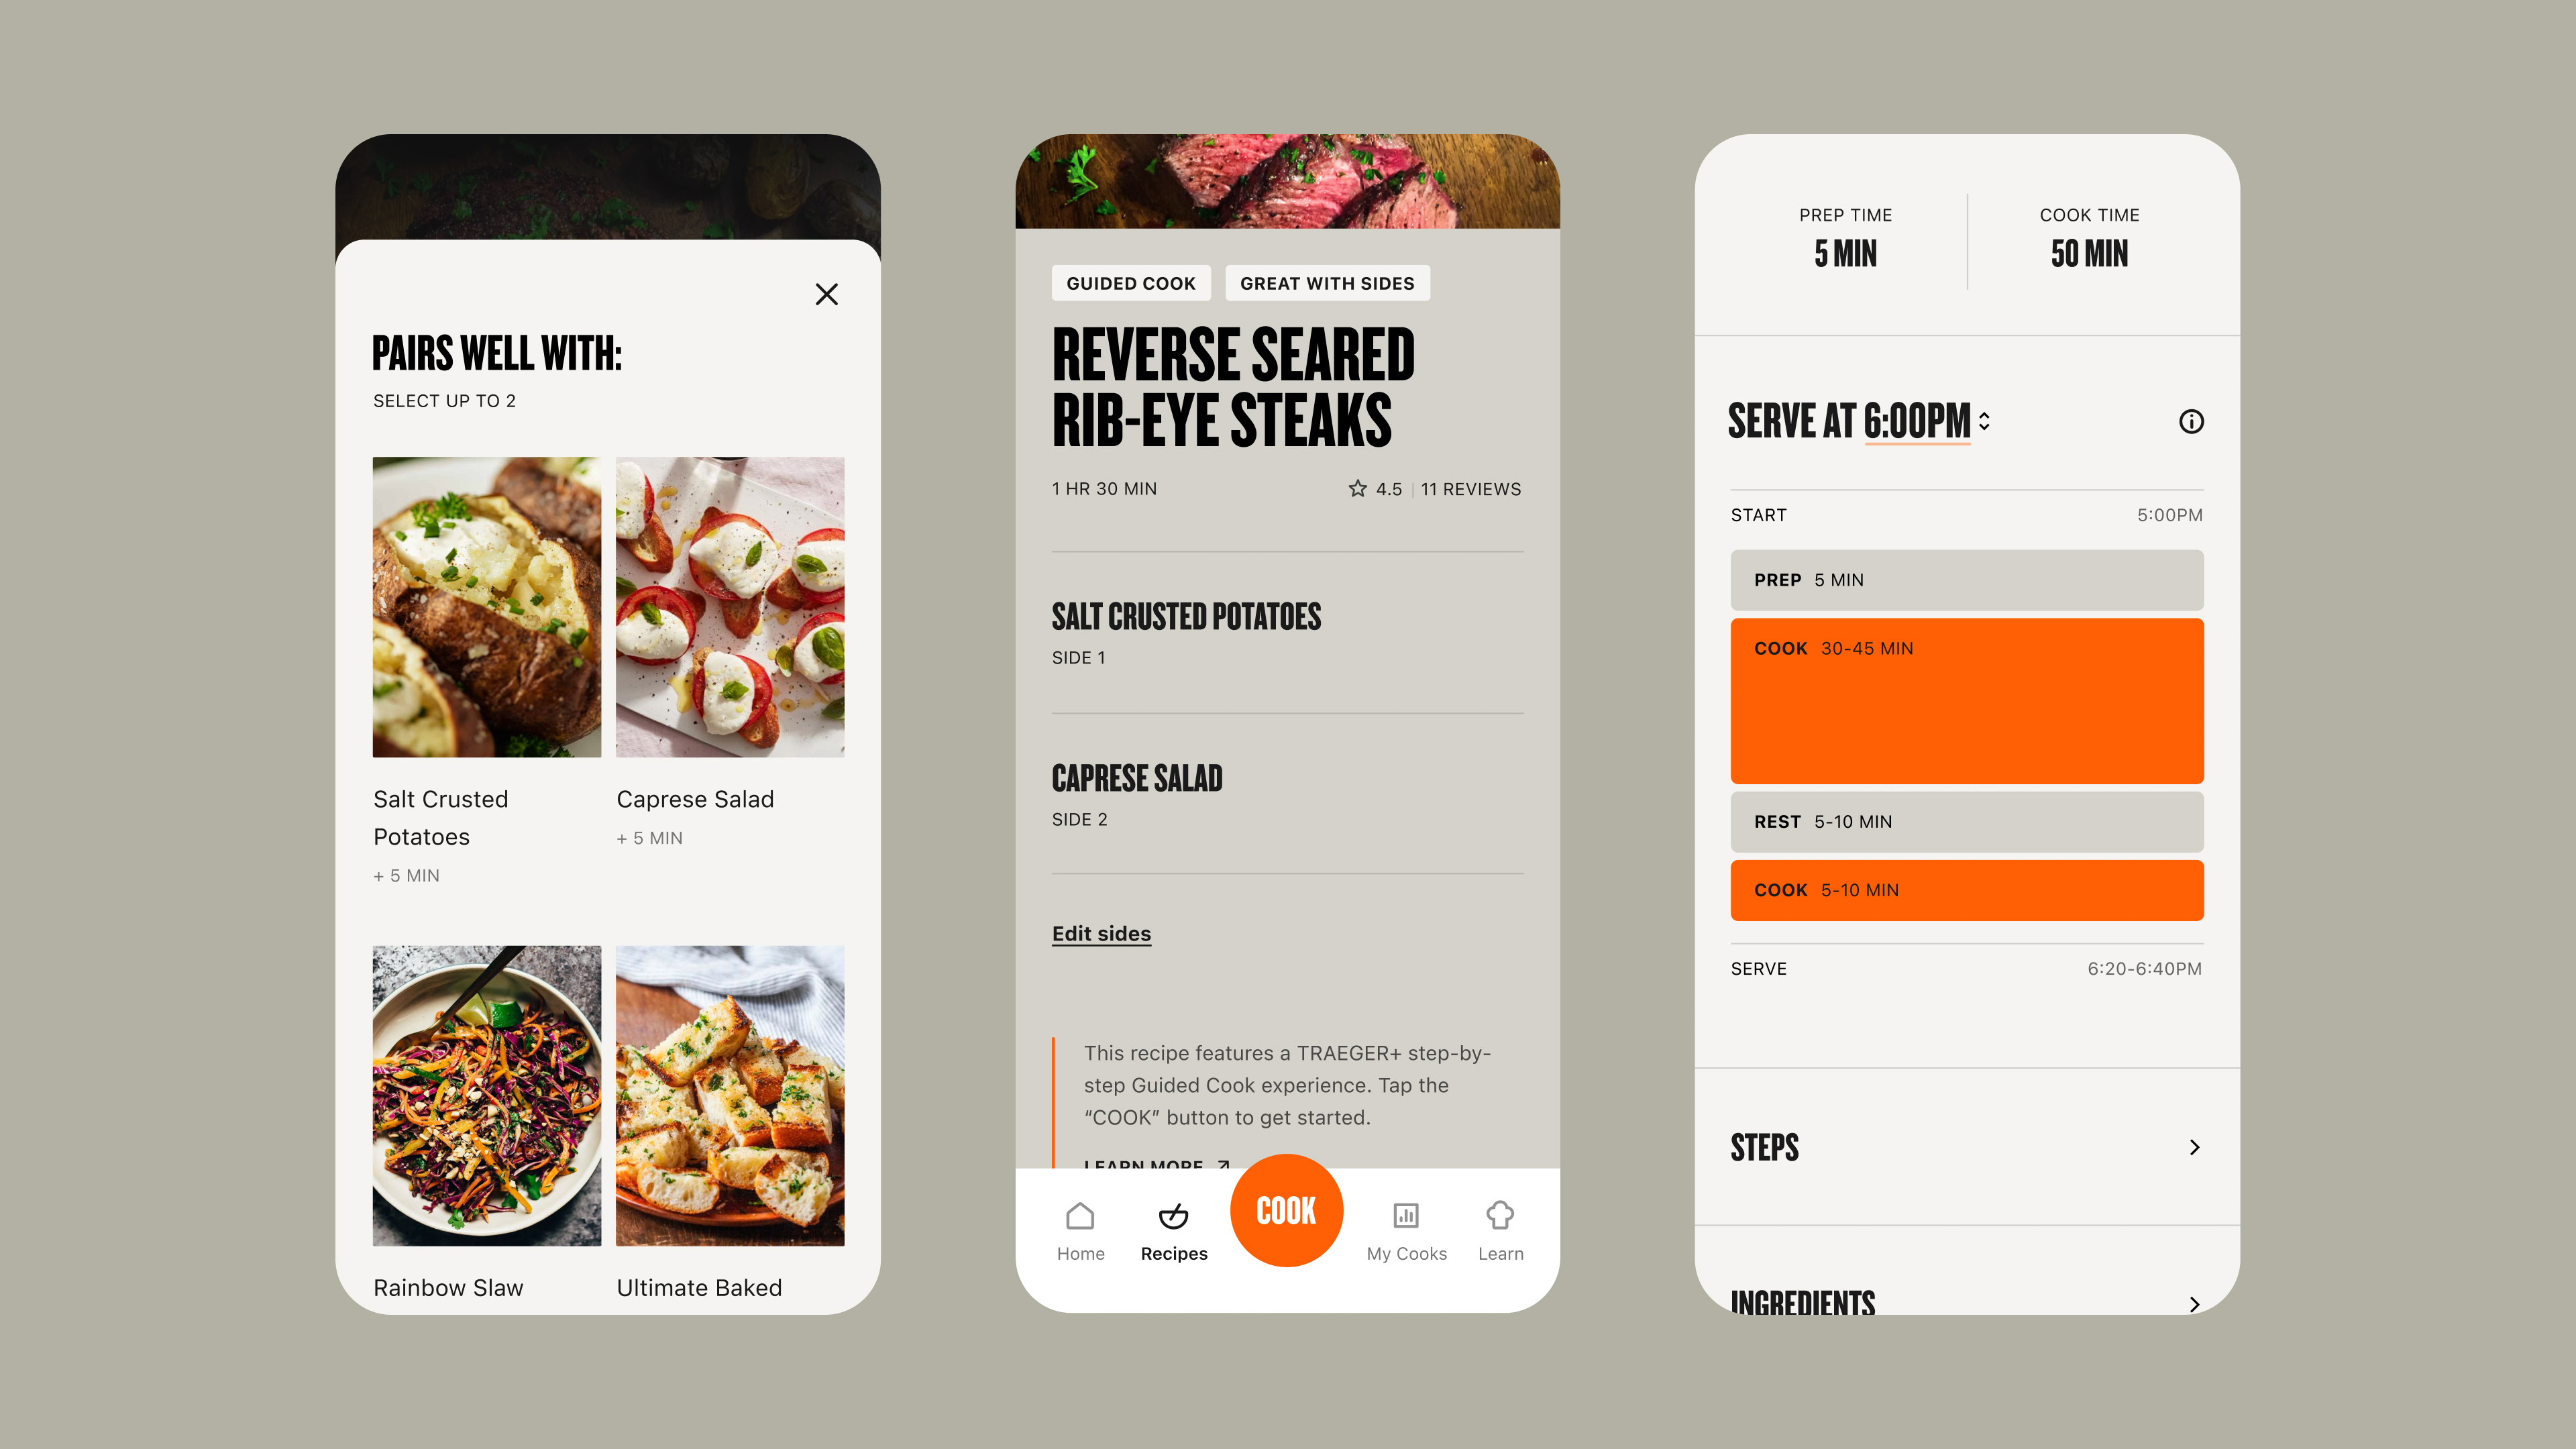 PAIRS WELL WITH:
SELECT UP TO 2
Salt Crusted
Potatoes
+ 5 MIN
Caprese Salad
+ 5 MIN
Rainbow Slaw
Ultimate Baked
GUIDED COOK
GREAT WITH SIDES
REVERSE SEARED
RIB-EYE STEAKS
1 HR 30 MIN
4.5 | 11 REVIEWS
SALT CRUSTED POTATOES
SIDE 1
CAPRESE SALAD
SIDE 2
Edit sides
This recipe features a TRAEGER+ step-by-
step Guided Cook experience. Tap the
“COOK” button to get started.
LEARN MORE
COOK
Home
Recipes
My Cooks
Learn
PREP TIME
5 MIN
COOK TIME
50 MIN
SERVE AT 6:00PM
START 5:00PM
PREP 5 MIN
COOK 30-45 MIN
REST 5-10 MIN
COOK 5-10 MIN
SERVE 6:20-6:40PM
STEPS
INGREDIENTS